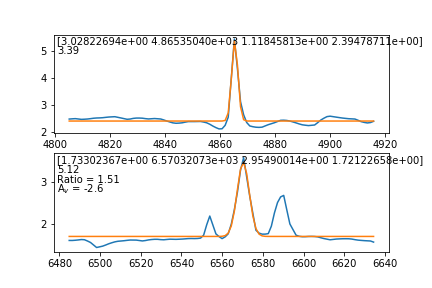 [3.02822694e+00 4.86535040e+03 1.11845813e+00 2.39478711e+00]
3.39
5
4
3
2
4800 4820 4840 4860 4880 4900 4920
[1.73302367e+00 6.57032073e+03 2.95490014e+00 1.72122658e+00]
5.12
Ratio = 1.51
Av = -2.6
3
2
6480 6500 6520 6540 6560 6580 6600 6620 6640